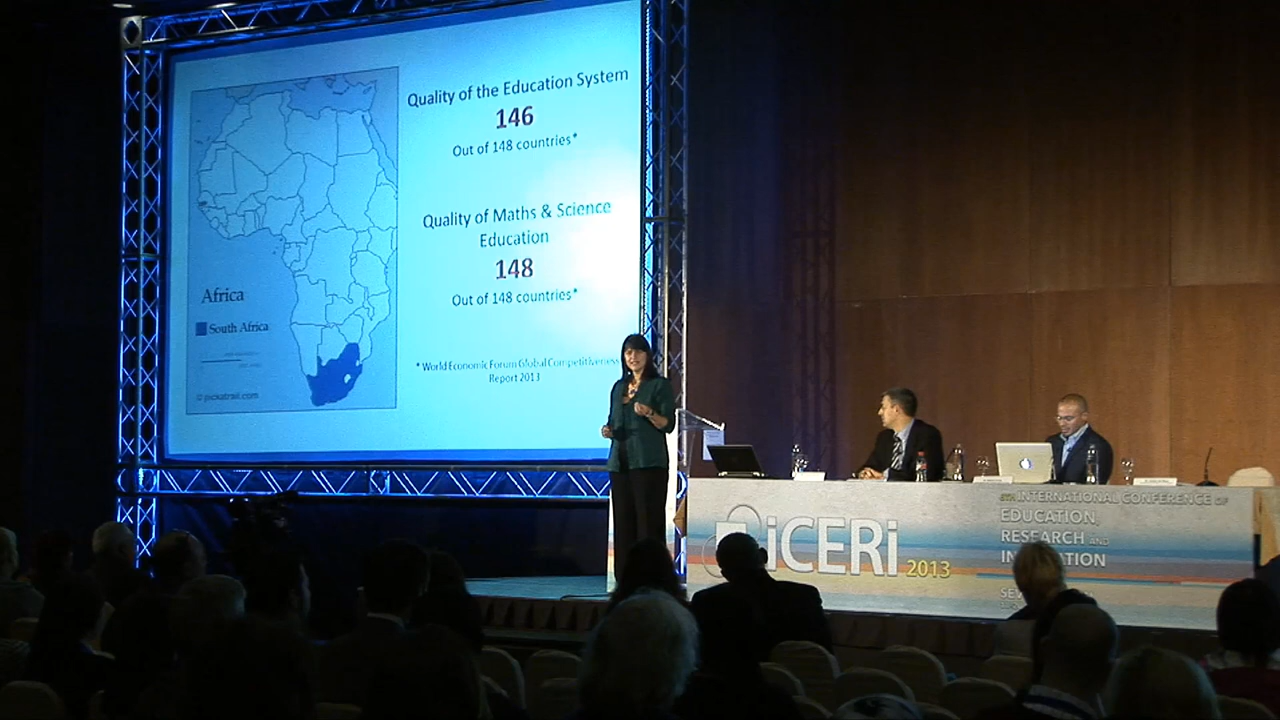 Quality of the Education System
146
Out of 148 countries*
Quality of Maths & Science
Education
148
Out of 148 countries*
* World Economic Forum Global Competitiveness
Report 2013
Africa
South Africa
iCERi 2013
6TH INTERNATIONAL CONFERENCE OF
EDUCATION,
RESEARCH AND